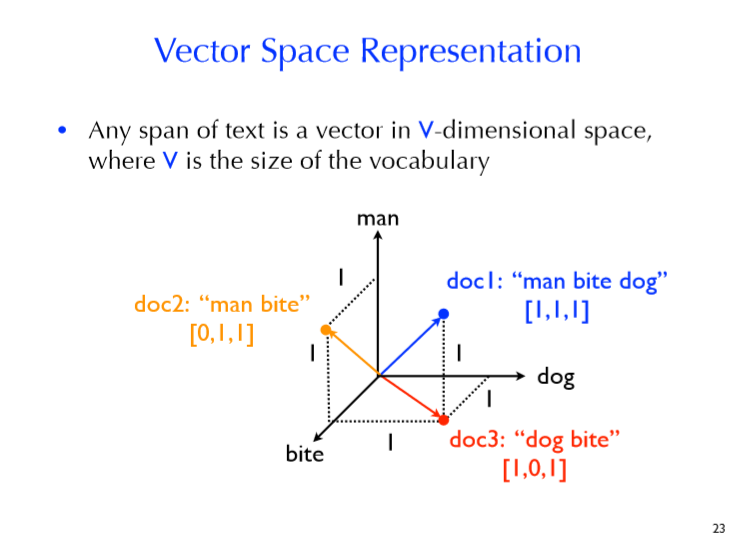 Vector Space Representation
• Any span of text is a vector in V-dimensional space,
where V is the size of the vocabulary
man
1
doc1: “man bite dog”
[1,1,1]
doc2: “man bite”
[0,1,1]
1
1
dog
1
bite
1
doc3: “dog bite”
[1,0,1]
23